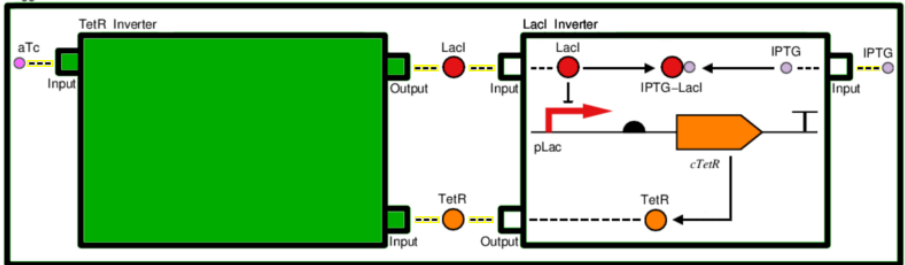 TetR Inverter
LacI Inverter
aTc
LacI
LacI
IPTG
IPTG
Input
Output
Input
IPTG-LacI
Input
pLac
cTetR
TetR
TetR
Input
Output